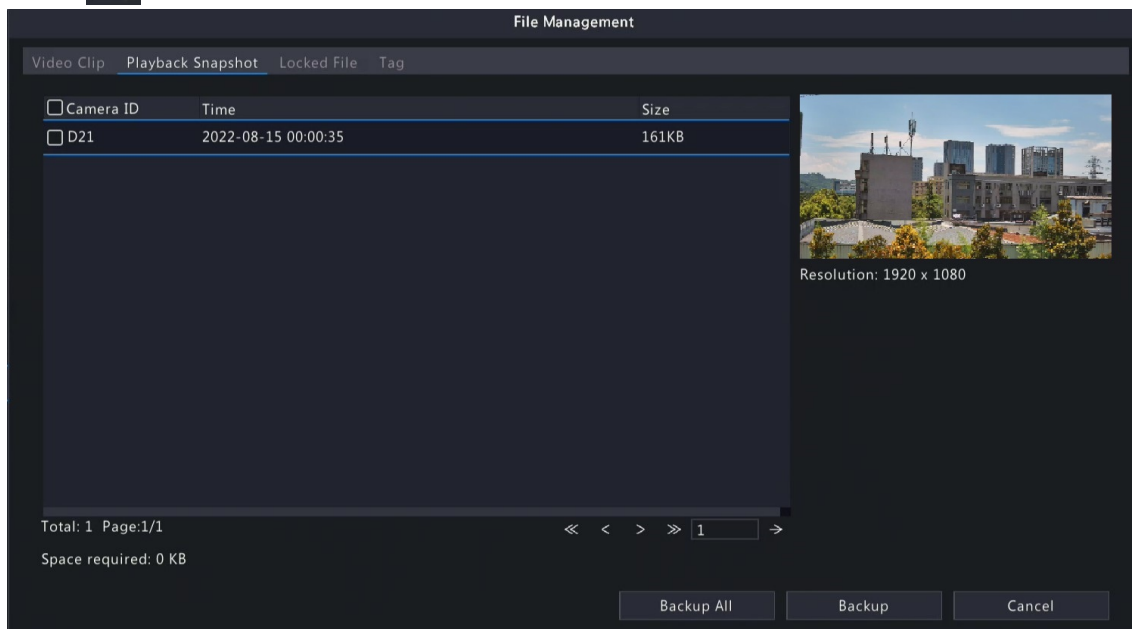 File Management
Video Clip Playback Snapshot Locked File Tag
Camera ID Time Size
D21 2022-08-15 00:00:35 161KB
Resolution: 1920 x 1080
Total: 1 Page:1/1
≪ < > ≫ 1 →
Space required: 0 KB
Backup All Backup Cancel